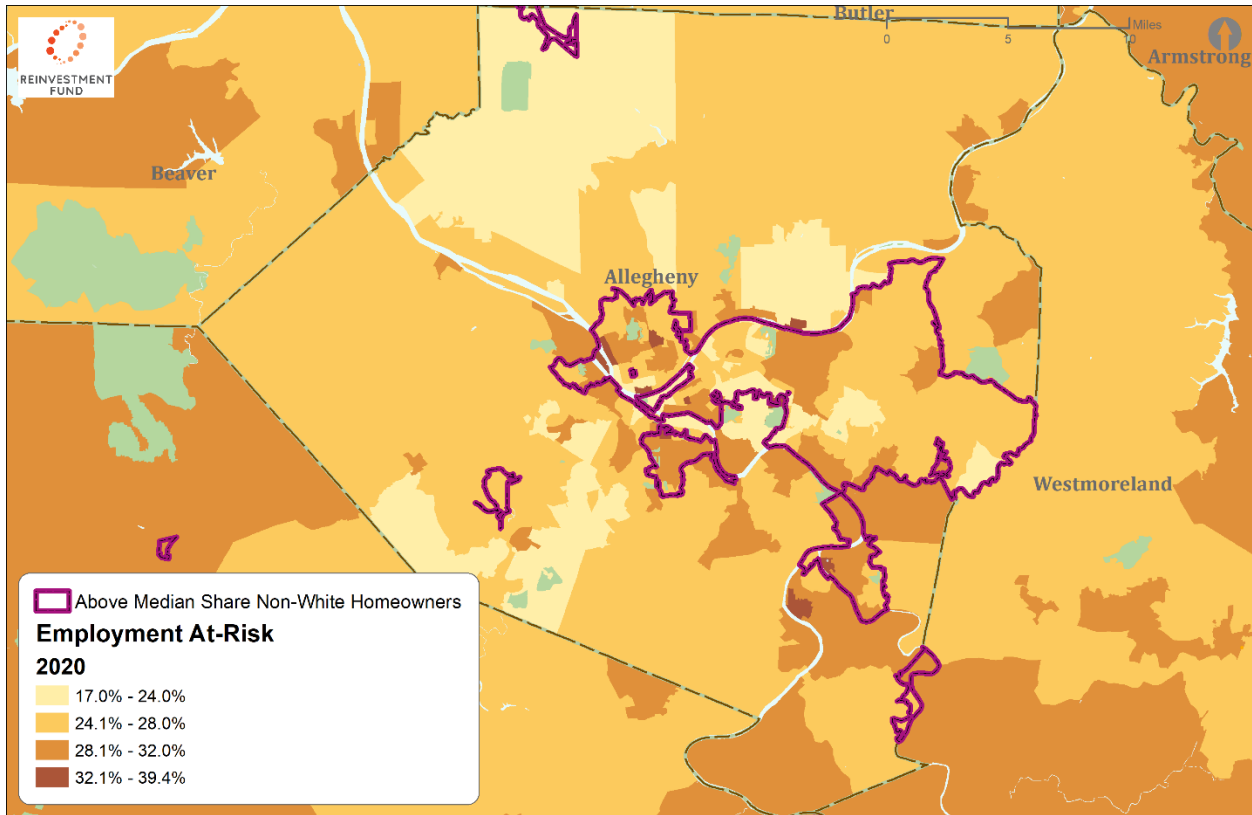 Butler
Miles
0 5 10
REINVESTMENT
FUND
Armstrong
Beaver
Allegheny
Westmoreland
Above Median Share Non-White Homeowners
Employment At-Risk
2020
17.0% - 24.0%
24.1% - 28.0%
28.1% - 32.0%
32.1% - 39.4%